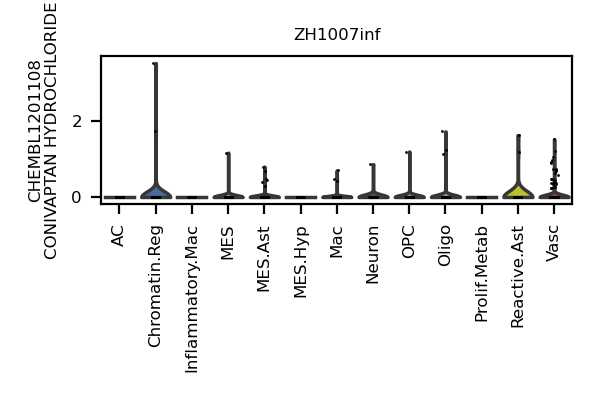 ZH1007inf
CHEMBL1201108
CONIVAPTAN HYDROCHLORIDE
2
0
AC
Chromatin.Reg
Inflammatory.Mac
MES
MES.Ast
MES.Hyp
Mac
Neuron
OPC
Oligo
Prolif.Metab
Reactive.Ast
Vasc